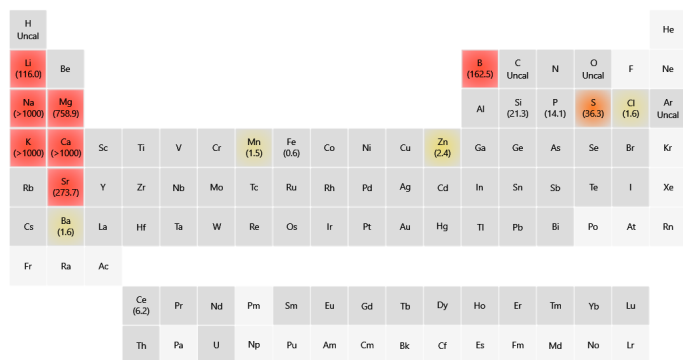 H
Uncal
He
Li
(116.0)
Be
B
(162.5)
C
Uncal
N
O
Uncal
F
Ne
Na
(>1000)
Mg
(758.9)
Al
Si
(21.3)
P
(14.1)
S
(36.3)
Cl
(1.6)
Ar
Uncal
K
(>1000)
Ca
(>1000)
Sc
Ti
V
Cr
Mn
(1.5)
Fe
(0.6)
Co
Ni
Cu
Zn
(2.4)
Ga
Ge
As
Se
Br
Kr
Rb
Sr
(273.7)
Y
Zr
Nb
Mo
Tc
Ru
Rh
Pd
Ag
Cd
In
Sn
Sb
Te
I
Xe
Cs
Ba
(1.6)
La
Hf
Ta
W
Re
Os
Ir
Pt
Au
Hg
Tl
Pb
Bi
Po
At
Rn
Fr
Ra
Ac
Ce
(6.2)
Pr
Nd
Pm
Sm
Eu
Gd
Tb
Dy
Ho
Er
Tm
Yb
Lu
Th
Pa
U
Np
Pu
Am
Cm
Bk
Cf
Es
Fm
Md
No
Lr